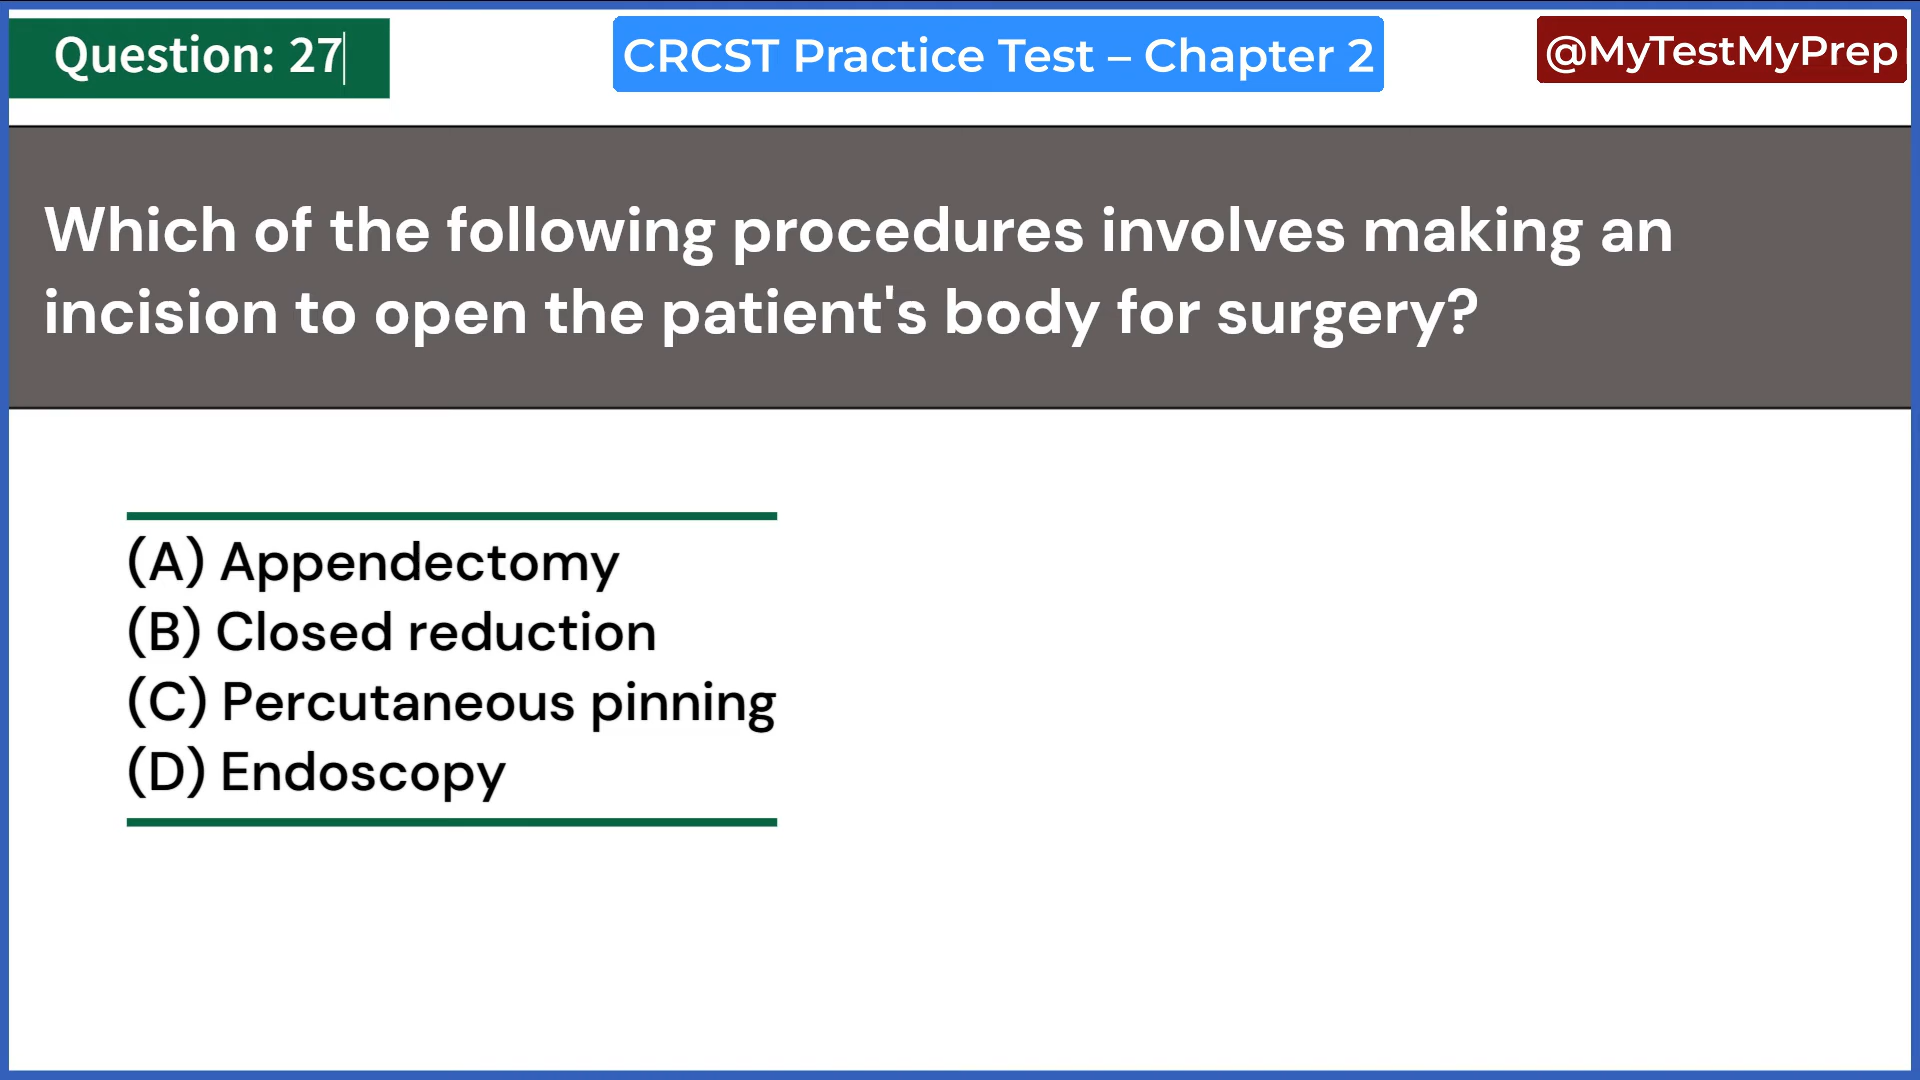 Question: 27
CRCST Practice Test – Chapter 2
@MyTestMyPrep
Which of the following procedures involves making an
incision to open the patient's body for surgery?
(A) Appendectomy
(B) Closed reduction
(C) Percutaneous pinning
(D) Endoscopy